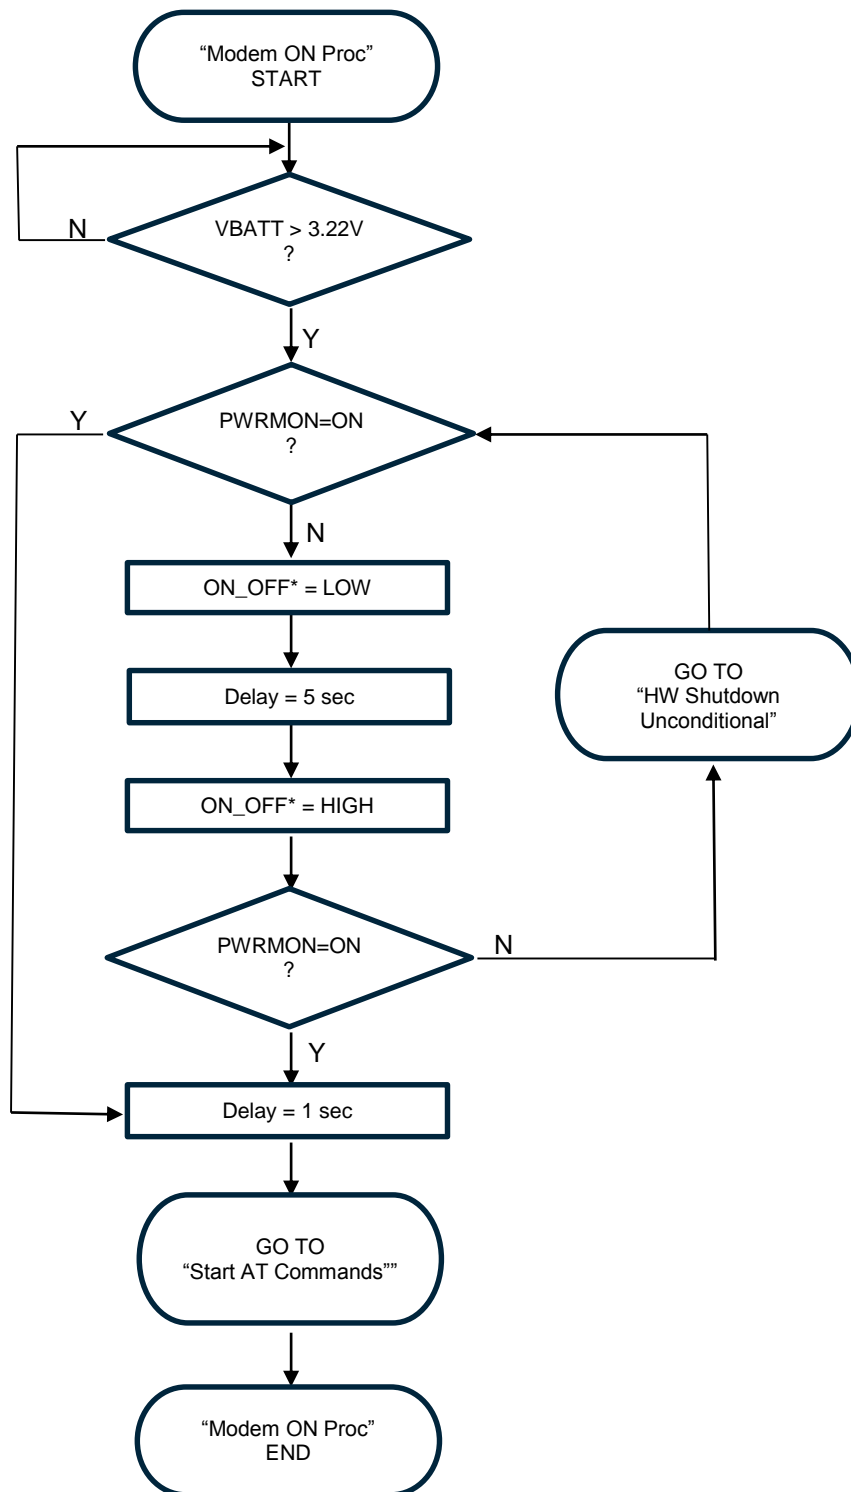 “Modem ON Proc”
START
N
VBATT > 3.22V
?
Y
Y
PWRMON=ON
?
N
ON_OFF* = LOW
Delay = 5 sec
GO TO
“HW Shutdown
Unconditional”
ON_OFF* = HIGH
PWRMON=ON
?
N
Y
Delay = 1 sec
GO TO
“Start AT Commands””
“Modem ON Proc”
END